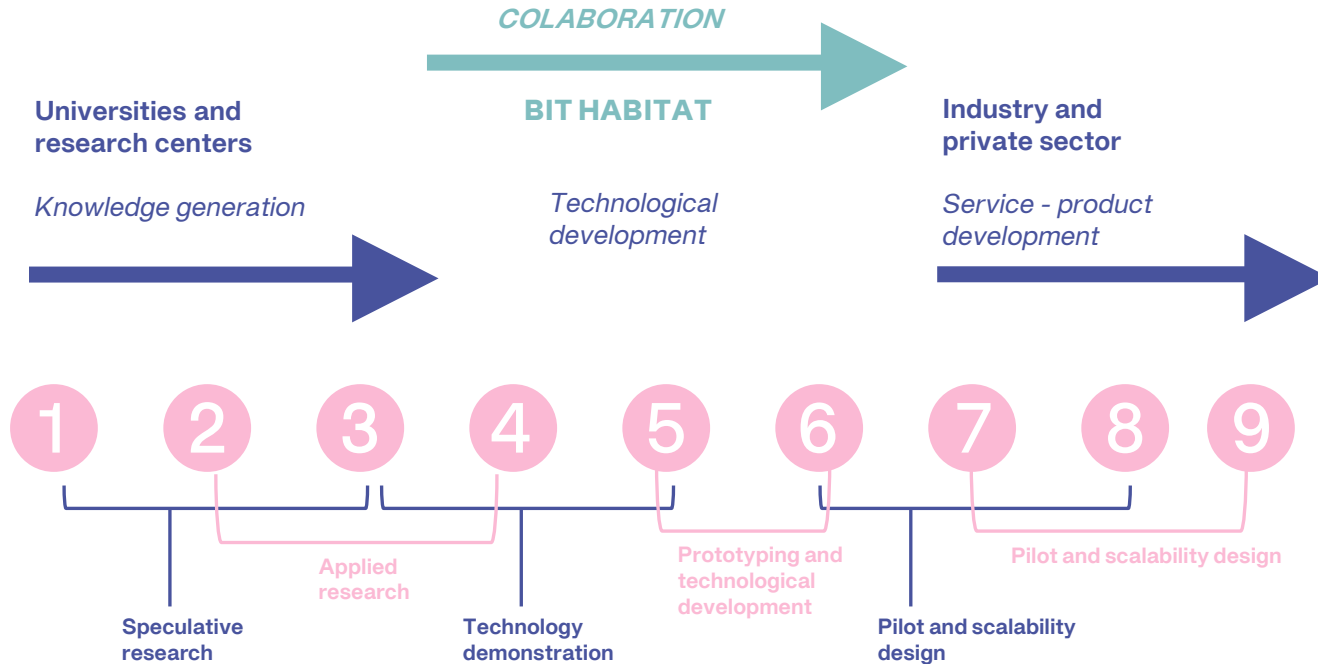 COLABORATION
BIT HABITAT
Universities and
research centers
Knowledge generation
Technological
development
Industry and
private sector
Service - product
development
1 2 3 4 5 6 7 8 9
Applied
research
Prototyping and
technological
development
Pilot and scalability design
Speculative
research
Technology
demonstration
Pilot and scalability
design